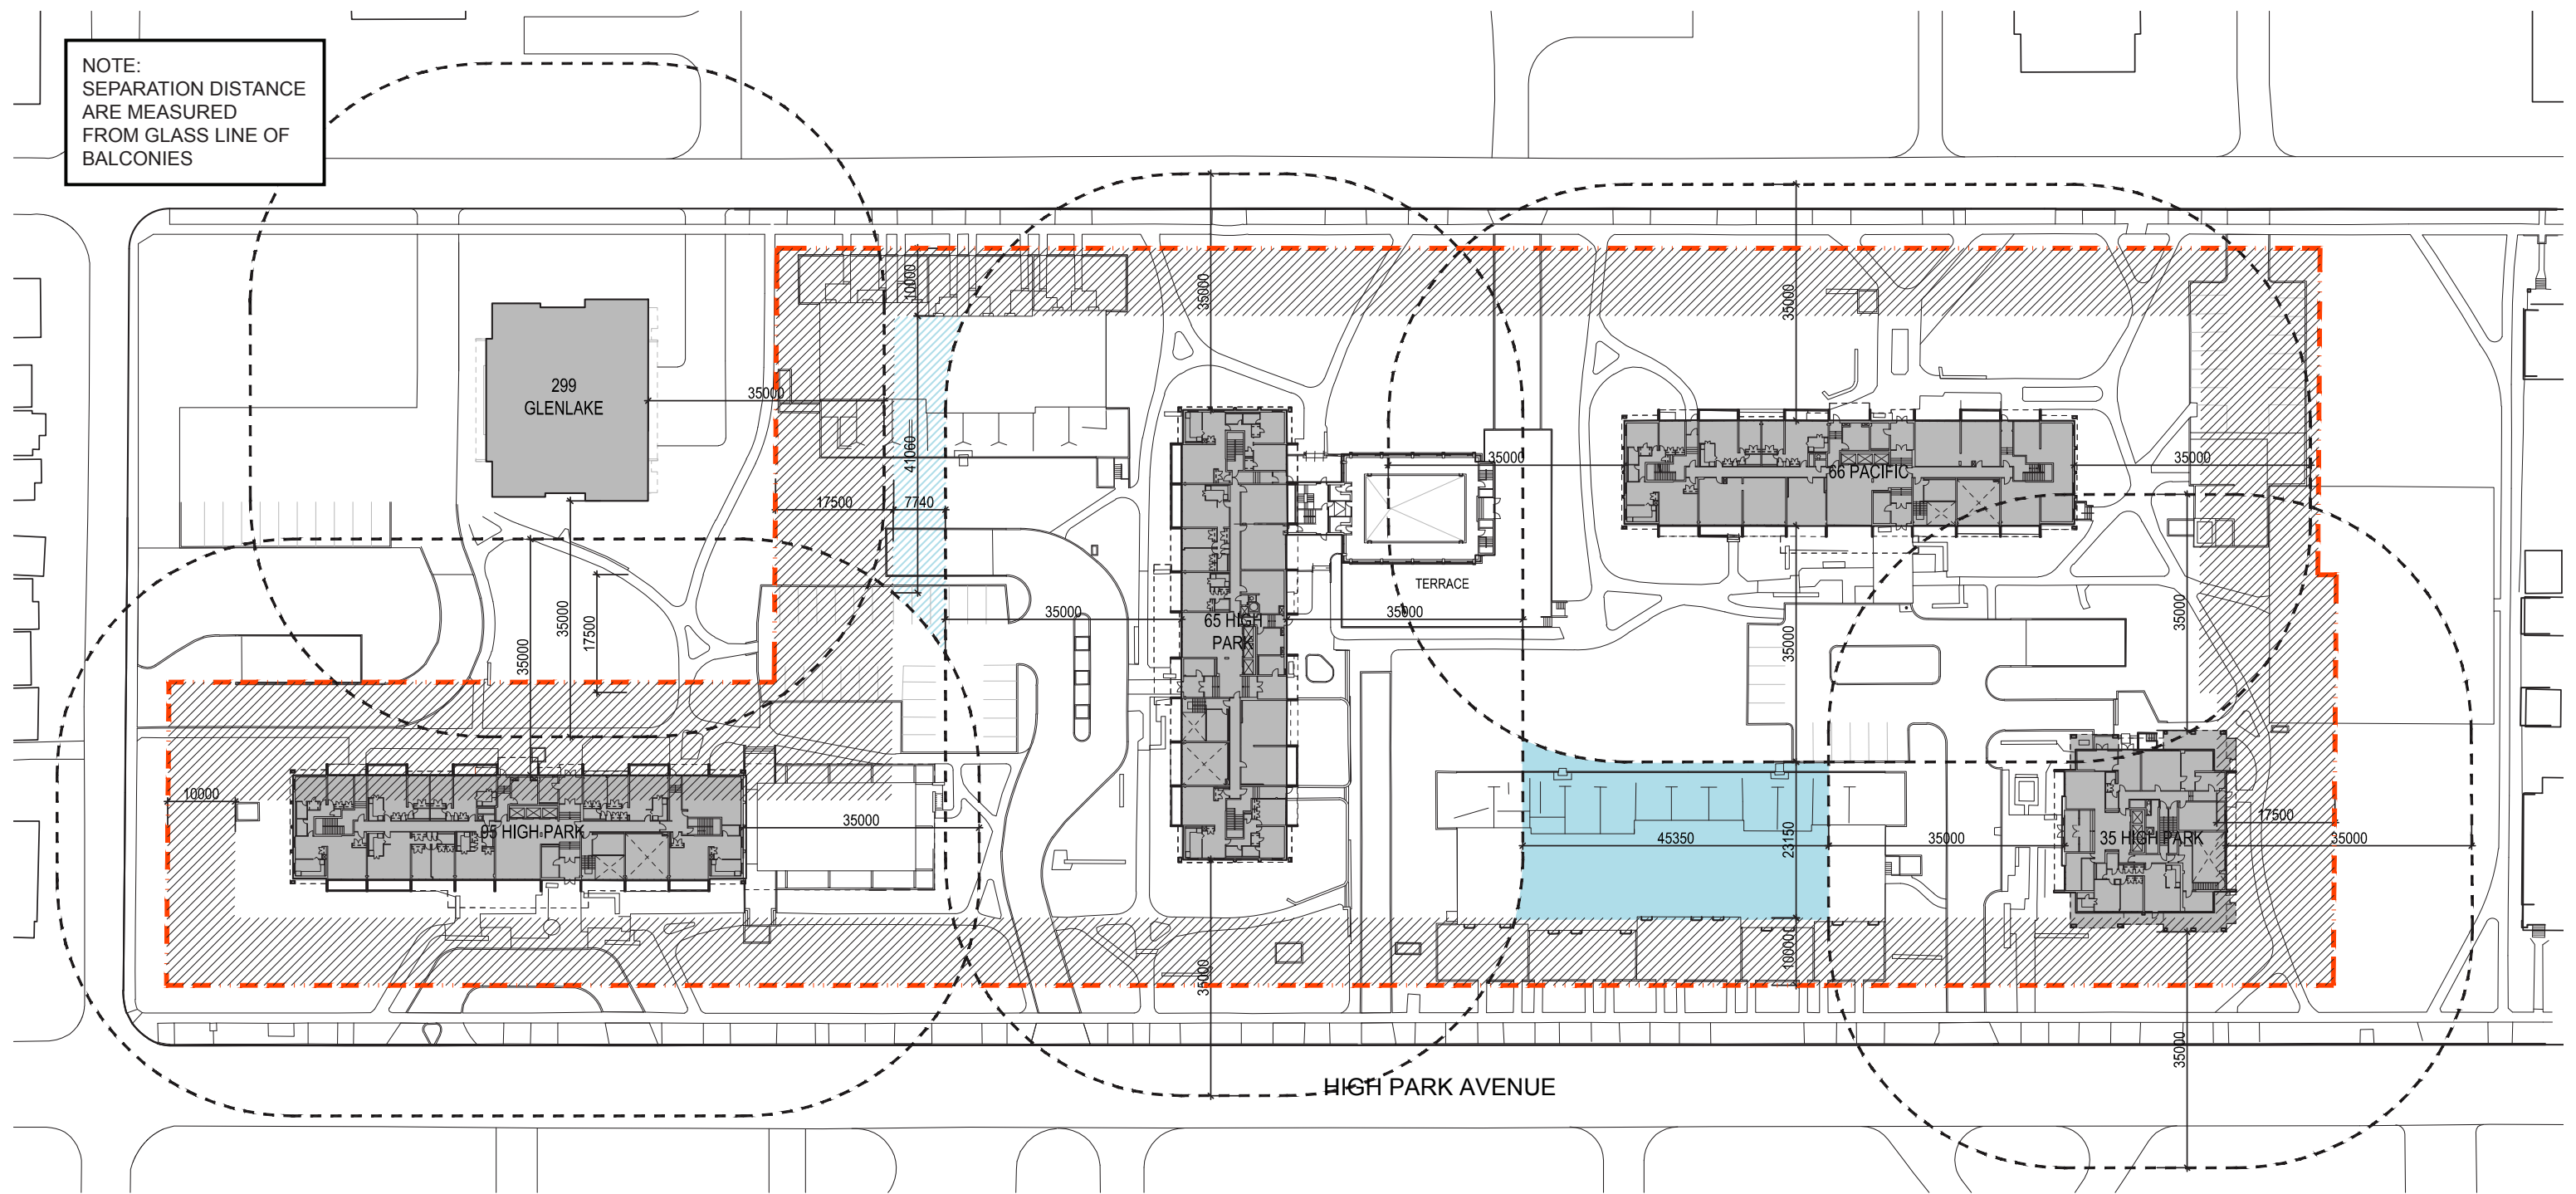 NOTE:
SEPARATION DISTANCE
ARE MEASURED
FROM GLASS LINE OF
BALCONIES
10000
35000
35000
299
GLENLAKE
35000
41060
35000
66 PACIFIC
35000
17500
7740
TERRACE
35000
35000
17500
35000
65 HIGH
PARK
35000
35000
35000
10000
95 HIGH PARK
35000
45350
23150
35000
35 HIGH PARK
17500
35000
10000
35000
35000
HIGH PARK AVENUE